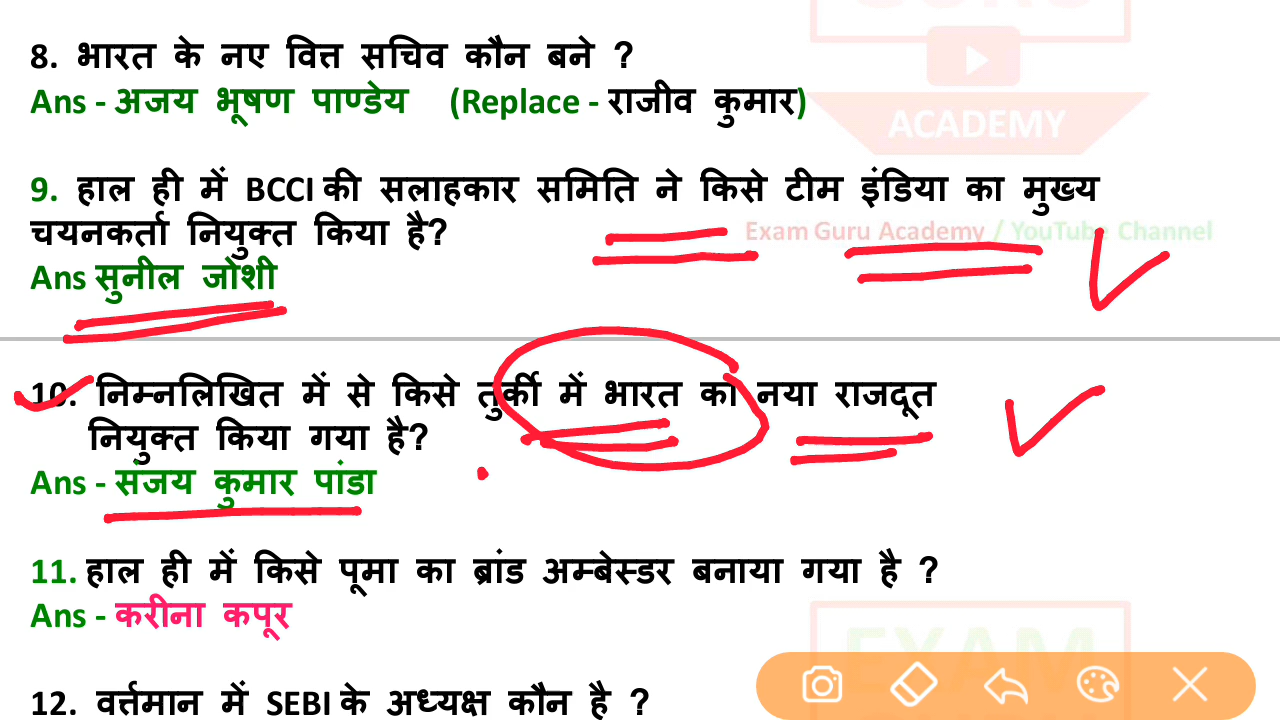 8. भारत के नए वित्त सचिव कौन बने ?
Ans - अजय भूषण पाण्डेय (Replace - राजीव कुमार)
ACADEMY
9. हाल ही में BCCI की सलाहकार समिति ने किसे टीम इंडिया का मुख्य
चयनकर्ता नियुक्त किया है?
Exam Guru Academy / YouTube Channel
Ans सुनील जोशी
10. निम्नलिखित में से किसे तुर्की में भारत का नया राजदूत
नियुक्त किया गया है?
Ans - संजय कुमार पांडा
11. हाल ही में किसे पूमा का ब्रांड अम्बेस्डर बनाया गया है ?
Ans - करीना कपूर
EXAM
12. वर्त्तमान में SEBI के अध्यक्ष कौन है ?